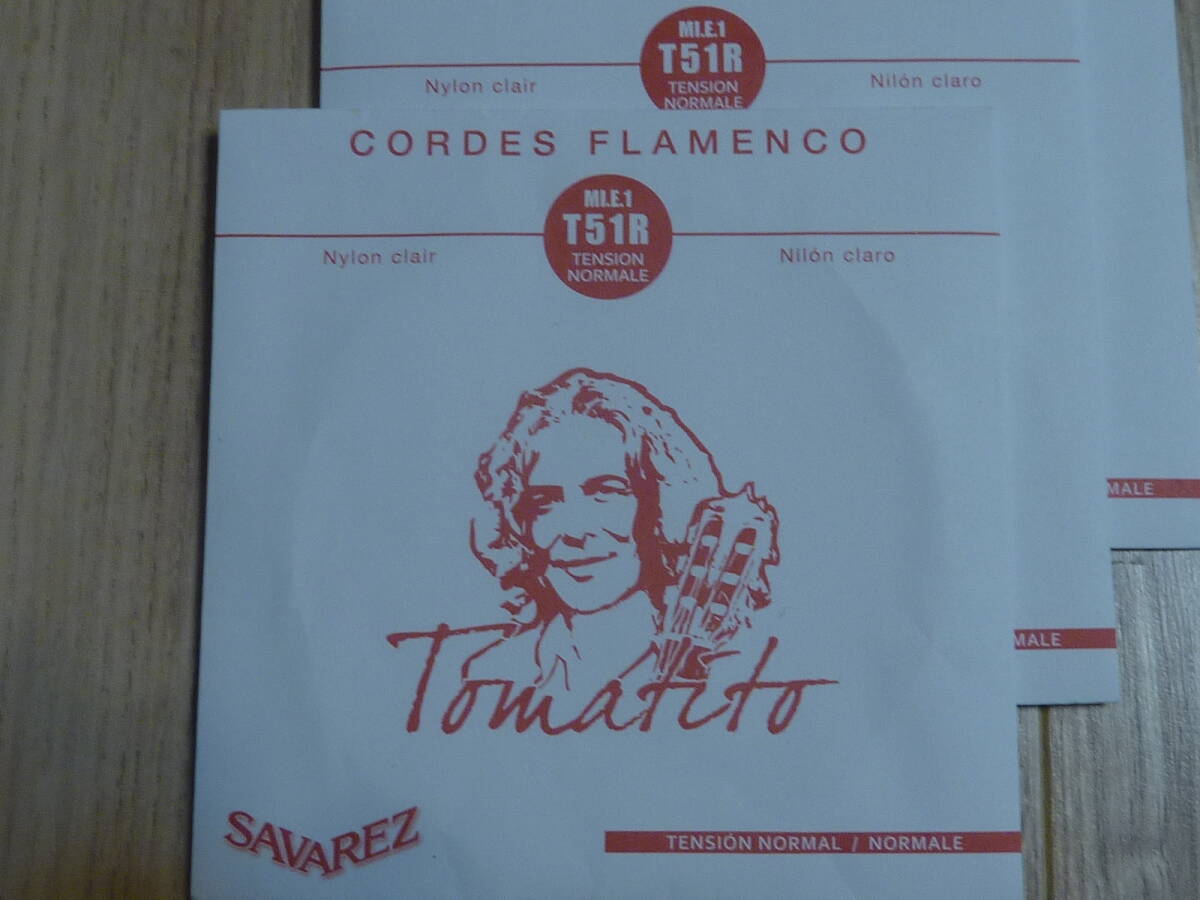 MI.E.1
T51R
TENSION
NORMALE
Nylon clair
Nilón claro
CORDES FLAMENCO
MI.E.1
T51R
TENSION
NORMALE
Nylon clair
Nilón claro
Tomatito
SAVAREZ
TENSIÓN NORMAL / NORMALE
MALE
MALE